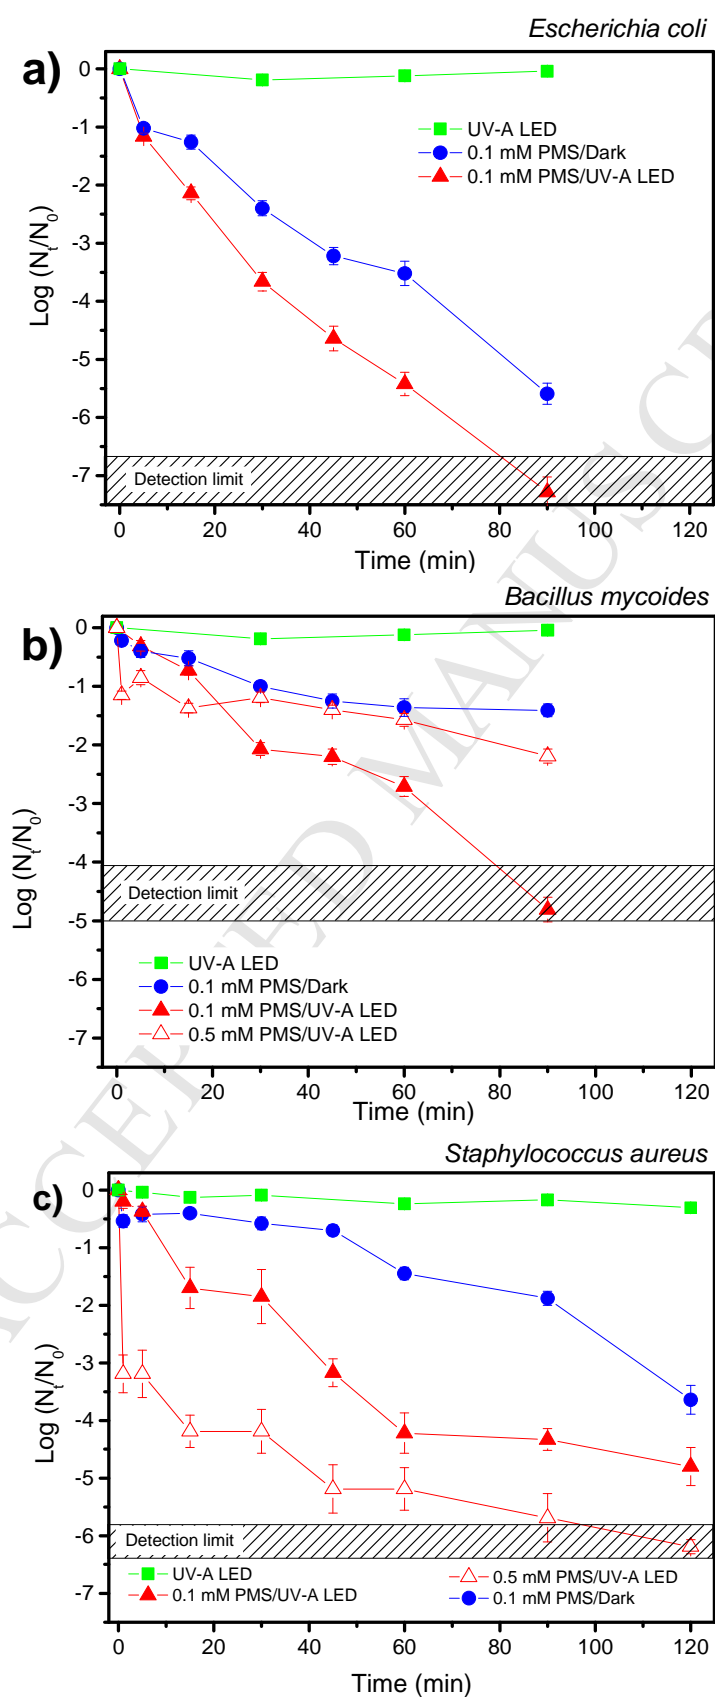 Escherichia coli
a)
0
-1
-2
-3
-4
-5
-6
-7
Log (Nt/N0)
UV-A LED
0.1 mM PMS/Dark
0.1 mM PMS/UV-A LED
Detection limit
0 20 40 60 80 100 120
Time (min)
Bacillus mycoides
b)
0
-1
-2
-3
-4
-5
-6
-7
Log (Nt/N0)
Detection limit
UV-A LED
0.1 mM PMS/Dark
0.1 mM PMS/UV-A LED
0.5 mM PMS/UV-A LED
0 20 40 60 80 100 120
Time (min)
Staphylococcus aureus
c)
0
-1
-2
-3
-4
-5
-6
-7
Log (Nt/N0)
Detection limit
UV-A LED 0.5 mM PMS/UV-A LED
0.1 mM PMS/UV-A LED 0.1 mM PMS/Dark
0 20 40 60 80 100 120
Time (min)
ACCEPTED MANUSC